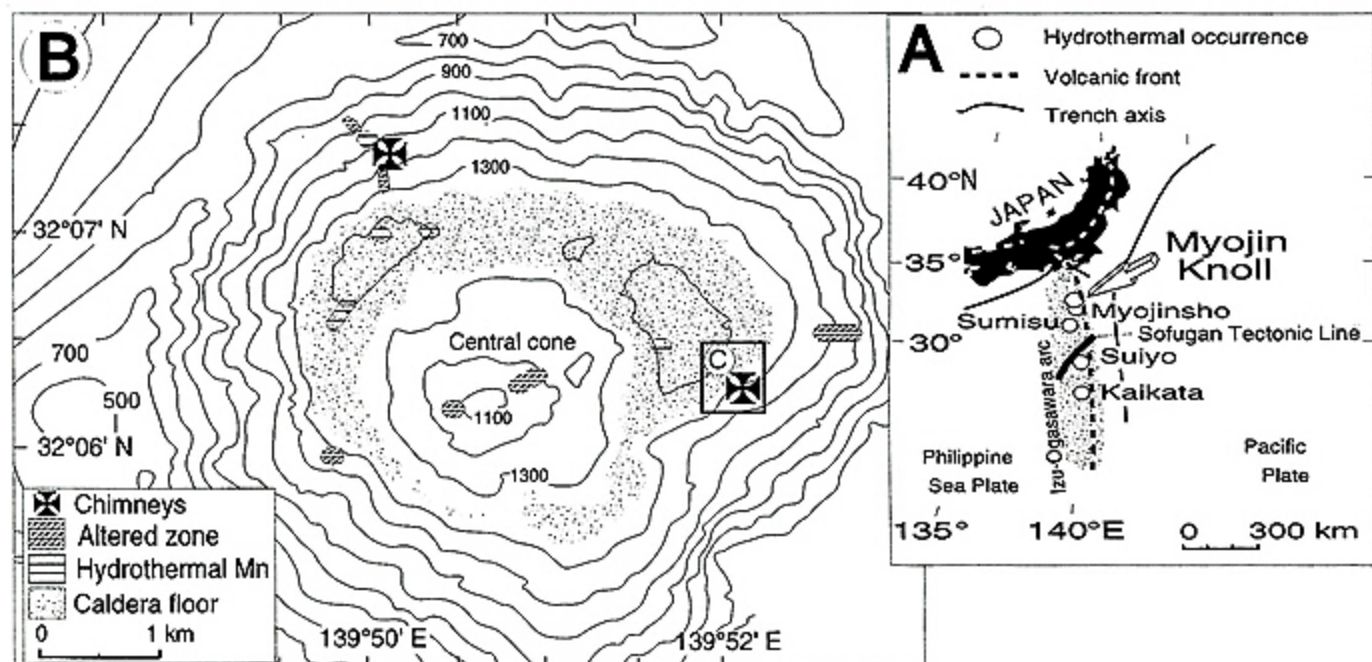 B
700
900
1100
1300
32°07' N
Central cone
C
700
500
1100
32°06' N
1300
Chimneys
Altered zone
Hydrothermal Mn
Caldera floor
0 1 km
139°50' E
139°52' E
A
Hydrothermal occurrence
Volcanic front
Trench axis
40°N
JAPAN
35°
Myojin
Knoll
Myojinsho
Sumisu
Sofugan Tectonic Line
30°
Suiyo
Kaikata
Izu-Ogasawara arc
Philippine
Sea Plate
Pacific
Plate
135°
140°E
0 300 km